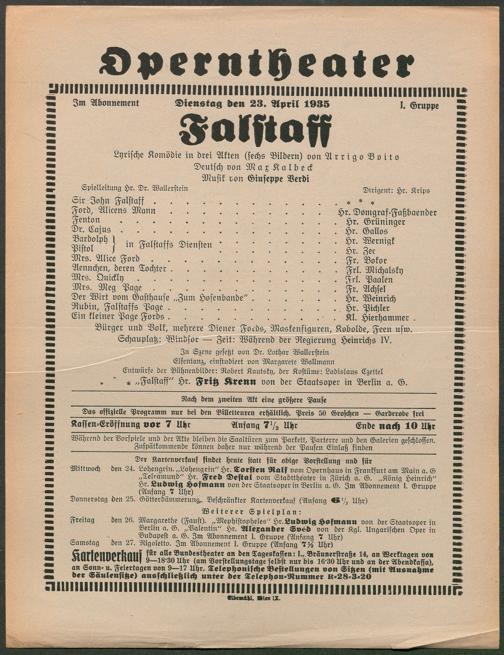 Operntheater
Im Abonnement Dienstag den 23. April 1935 I. Gruppe
Falstaff
Lyrische Komödie in drei Akten (sechs Bildern) von Arrigo Boito
Deutsch von Max Kalbeck
Musik von Giuseppe Verdi
Spielleitung Hr. Dr. Wallerstein Dirigent: Hr. Krips
Sir John Falstaff . . . . . . . . . . * * *
Ford, Alicens Mann . . . . . . . . . . Hr. Domgraf-Faßbaender
Fenton . . . . . . . . . . Hr. Grüninger
Dr. Cajus . . . . . . . . . . Hr. Gallos
Bardolph } in Falstaffs Diensten . . . . . . . . . . Hr. Wernigk
Pistol . . . . . . . . . . Hr. Zec
Mrs. Alice Ford . . . . . . . . . . Fr. Bokor
Aennchen, deren Tochter . . . . . . . . . . Frl. Michalsky
Mrs. Quickly . . . . . . . . . . Frl. Paalen
Mrs. Meg Page . . . . . . . . . . Fr. Achsel
Der Wirt vom Gasthause „Zum Hosenbande" . . . . . . . . . . Hr. Weinrich
Rubin, Falstaffs Page . . . . . . . . . . Hr. Pichler
Ein kleiner Page Fords . . . . . . . . . . Kl. Hierhammer
Bürger und Volk, mehrere Diener Fords, Maskenfiguren, Kobolde, Feen usw.
Schauplatz: Windsor — Zeit: Während der Regierung Heinrichs IV.
In Szene gesetzt von Dr. Lothar Wallerstein
Elfentanz, einstudiert von Margarete Wallmann
Entwürfe der Bühnenbilder: Robert Kautsky, der Kostüme: Ladislaus Czettel
* * * „Falstaff" Hr. Fritz Krenn von der Staatsoper in Berlin a. G.
Nach dem zweiten Akt eine größere Pause
Das offizielle Programm nur bei den Billetteuren erhältlich. Preis 50 Groschen — Garderobe frei
Kassen-Eröffnung vor 7 Uhr Anfang 7½ Uhr Ende nach 10 Uhr
Während der Vorspiele und der Akte bleiben die Saaltüren zum Parkett, Parterre und den Galerien geschlossen.
Zuspätkommende können daher nur während der Pausen Einlaß finden
Der Kartenverkauf findet heute statt für obige Vorstellung und für
Mittwoch den 24. Lohengrin. „Lohengrin" Hr. Torsten Ralf vom Opernhaus in Frankfurt am Main a. G.
„Telramund" Hr. Fred Destal vom Stadttheater in Zürich a. G. „König Heinrich"
Hr. Ludwig Hofmann von der Staatsoper in Berlin a. G. Im Abonnement I. Gruppe
(Anfang 7 Uhr)
Donnerstag den 25. Götterdämmerung. Beschränkter Kartenverkauf (Anfang 6½ Uhr)
Weiterer Spielplan:
Freitag den 26. Margarethe (Faust). „Mephistopheles" Hr. Ludwig Hofmann von der Staatsoper in
Berlin a. G. „Valentin" Hr. Alexander Svéd von der Kgl. Ungarischen Oper in
Budapest a. G. Im Abonnement I. Gruppe (Anfang 7 Uhr)
Samstag den 27. Rigoletto. Im Abonnement I. Gruppe (Anfang 7½ Uhr)
Kartenverkauf für alle Bundestheater an den Tageskassen: I., Bräunerstraße 14, an Werktagen von
9—18:30 Uhr (am Vorstellungstage selbst nur bis 16:30 Uhr und an der Abendkassa),
an Sonn- u. Feiertagen von 9—17 Uhr. Telephonische Bestellungen von Sitzen (mit Ausnahme
der Säulensitze) ausschließlich unter der Telephon-Nummer R-28-3-20
Elbemühl, Wien IX.